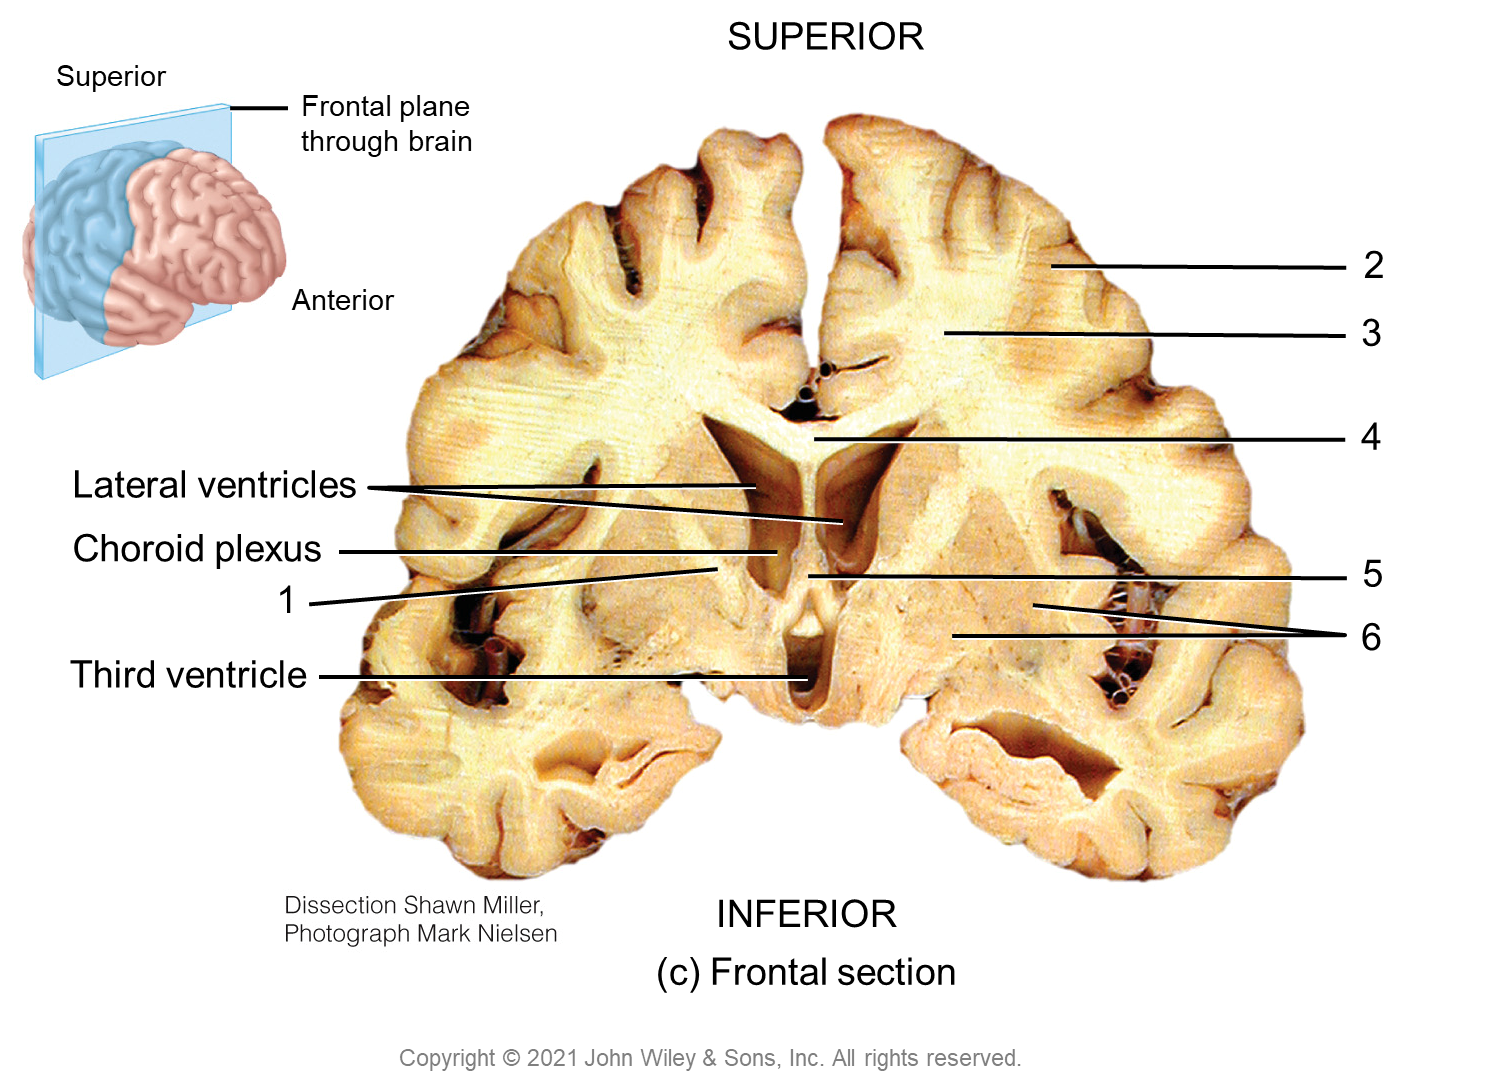 SUPERIOR
Superior
Frontal plane
through brain
Anterior
2
3
4
Lateral ventricles
Choroid plexus
1
5
6
Third ventricle
Dissection Shawn Miller,
Photograph Mark Nielsen
INFERIOR
(c) Frontal section
Copyright © 2021 John Wiley & Sons, Inc. All rights reserved.